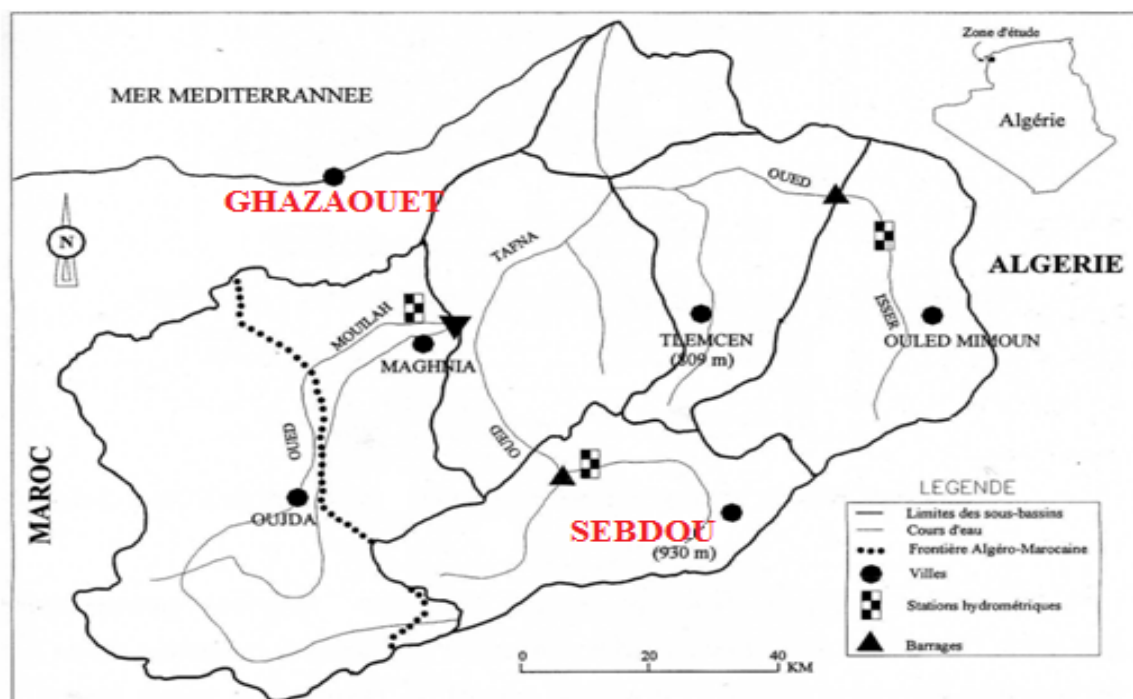 Zone d'étude
Algérie
MER MEDITERRANNEE
GHAZAOUET
N
OUED
TAFNA
ALGERIE
ISSER
MOUILAH
MAGHNIA
TLEMCEN
(809 m)
OULED MIMOUN
OUED
OUED
MAROC
OUJDA
SEBDOU
(930 m)
LEGENDE
Limites des sous-bassins
Cours d'eau
Frontière Algéro-Marocaine
Villes
Stations hydrométriques
Barrages
0 20 40
KM